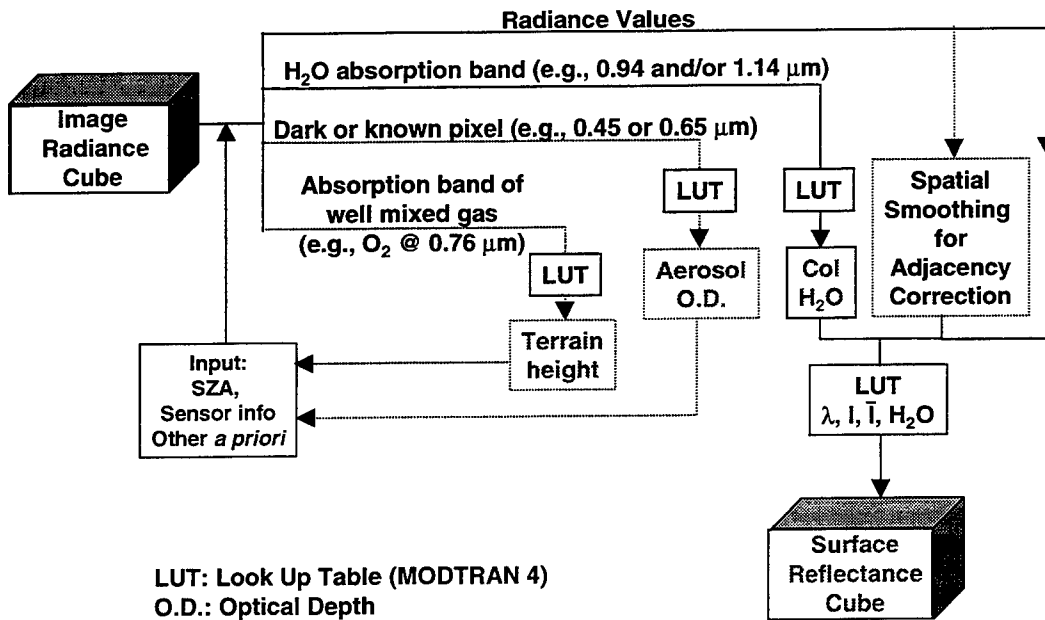 Radiance Values
H₂O absorption band (e.g., 0.94 and/or 1.14 μm)
Image
Radiance
Cube
Dark or known pixel (e.g., 0.45 or 0.65 μm)
Absorption band of
well mixed gas
(e.g., O₂ @ 0.76 μm)
LUT
LUT
LUT
Spatial
Smoothing
for
Adjacency
Correction
Aerosol
O.D.
Col
H₂O
Terrain
height
Input:
SZA,
Sensor info
Other a priori
LUT
λ, I, Ī, H₂O
Surface
Reflectance
Cube
LUT: Look Up Table (MODTRAN 4)
O.D.: Optical Depth